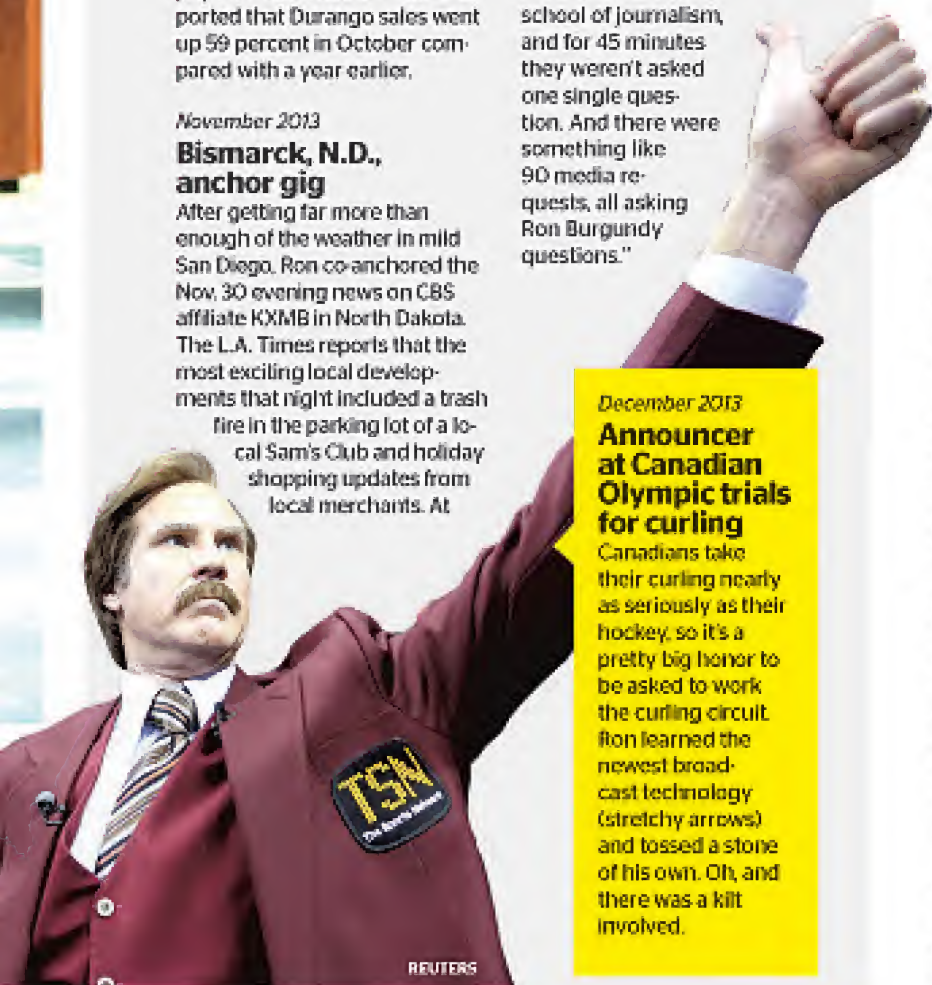 ported that Durango sales went
up 59 percent in October com-
pared with a year earlier.
November 2013
Bismarck, N.D.,
anchor gig
After getting far more than
enough of the weather in mild
San Diego, Ron co-anchored the
Nov. 30 evening news on CBS
affiliate KXMB in North Dakota.
The L.A. Times reports that the
most exciting local develop-
ments that night included a trash
fire in the parking lot of a lo-
cal Sam's Club and holiday
shopping updates from
local merchants. At
school of journalism,
and for 45 minutes
they weren't asked
one single ques-
tion. And there were
something like
90 media re-
quests, all asking
Ron Burgundy
questions."
December 2013
Announcer
at Canadian
Olympic trials
for curling
Canadians take
their curling nearly
as seriously as their
hockey, so it's a
pretty big honor to
be asked to work
the curling circuit.
Ron learned the
newest broad-
cast technology
(stretchy arrows)
and tossed a stone
of his own. Oh, and
there was a kilt
involved.
TSN
The Sports Network
REUTERS